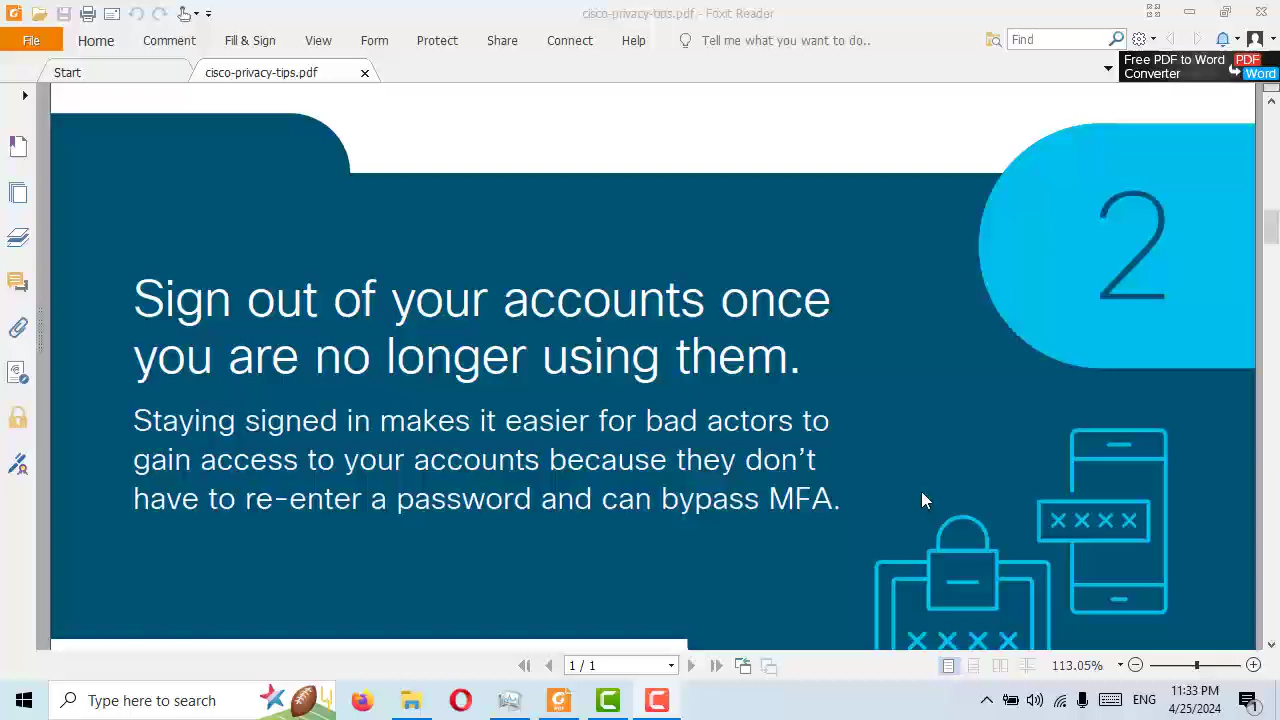 cisco-privacy-tips.pdf - Foxit Reader
File Home Comment Fill & Sign View Form Protect Share Connect Help Tell me what you want to do.. Find
Start cisco-privacy-tips.pdf
Free PDF to Word PDF
Converter Word
2
Sign out of your accounts once
you are no longer using them.
Staying signed in makes it easier for bad actors to
gain access to your accounts because they don’t
have to re-enter a password and can bypass MFA.
××××
××××
1 / 1 113.05%
Type here to search
ENG
11:33 PM
4/25/2024
1